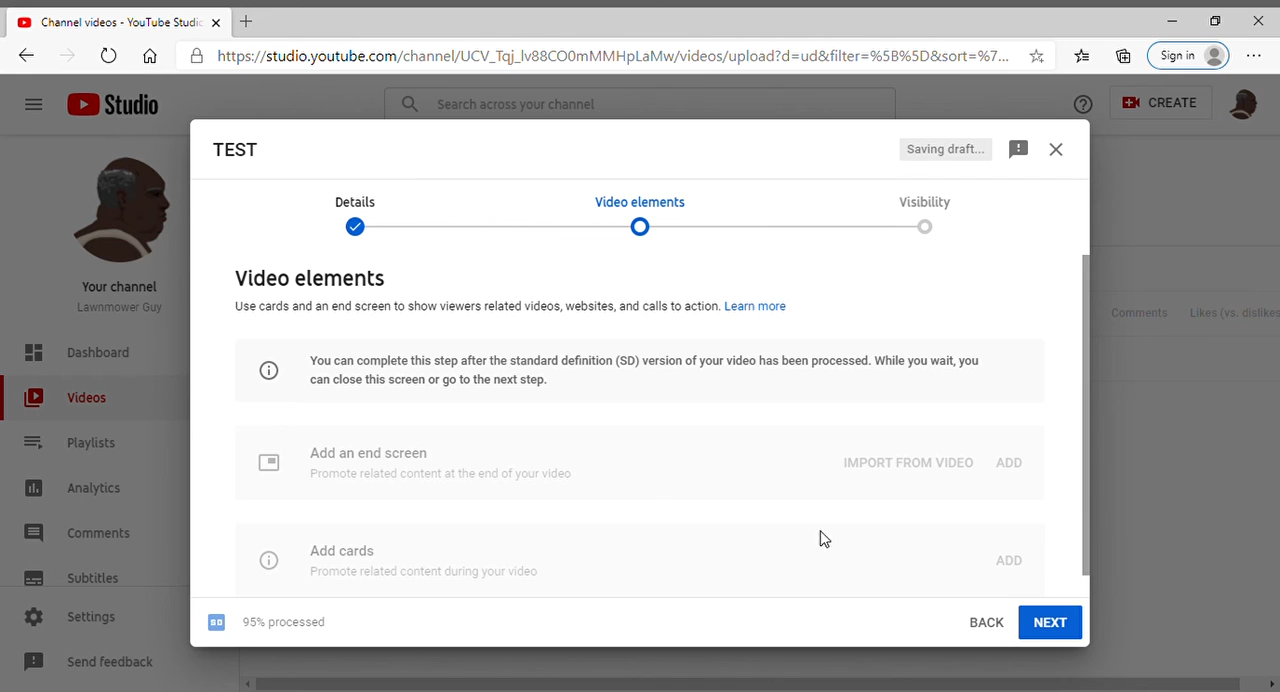 Channel videos - YouTube Studio
https://studio.youtube.com/channel/UCV_Tqj_lv88CO0mMMHpLaMw/videos/upload?d=ud&filter=%5B%5D&sort=%7...
Sign in
Studio
Search across your channel
CREATE
TEST
Saving draft...
Details
Video elements
Visibility
Your channel
Lawnmower Guy
Dashboard
Videos
Playlists
Analytics
Comments
Subtitles
Settings
Send feedback
Video elements
Use cards and an end screen to show viewers related videos, websites, and calls to action. Learn more
You can complete this step after the standard definition (SD) version of your video has been processed. While you wait, you
can close this screen or go to the next step.
Add an end screen
Promote related content at the end of your video
IMPORT FROM VIDEO
ADD
Add cards
Promote related content during your video
ADD
Comments
Likes (vs. dislikes
SD
95% processed
BACK
NEXT